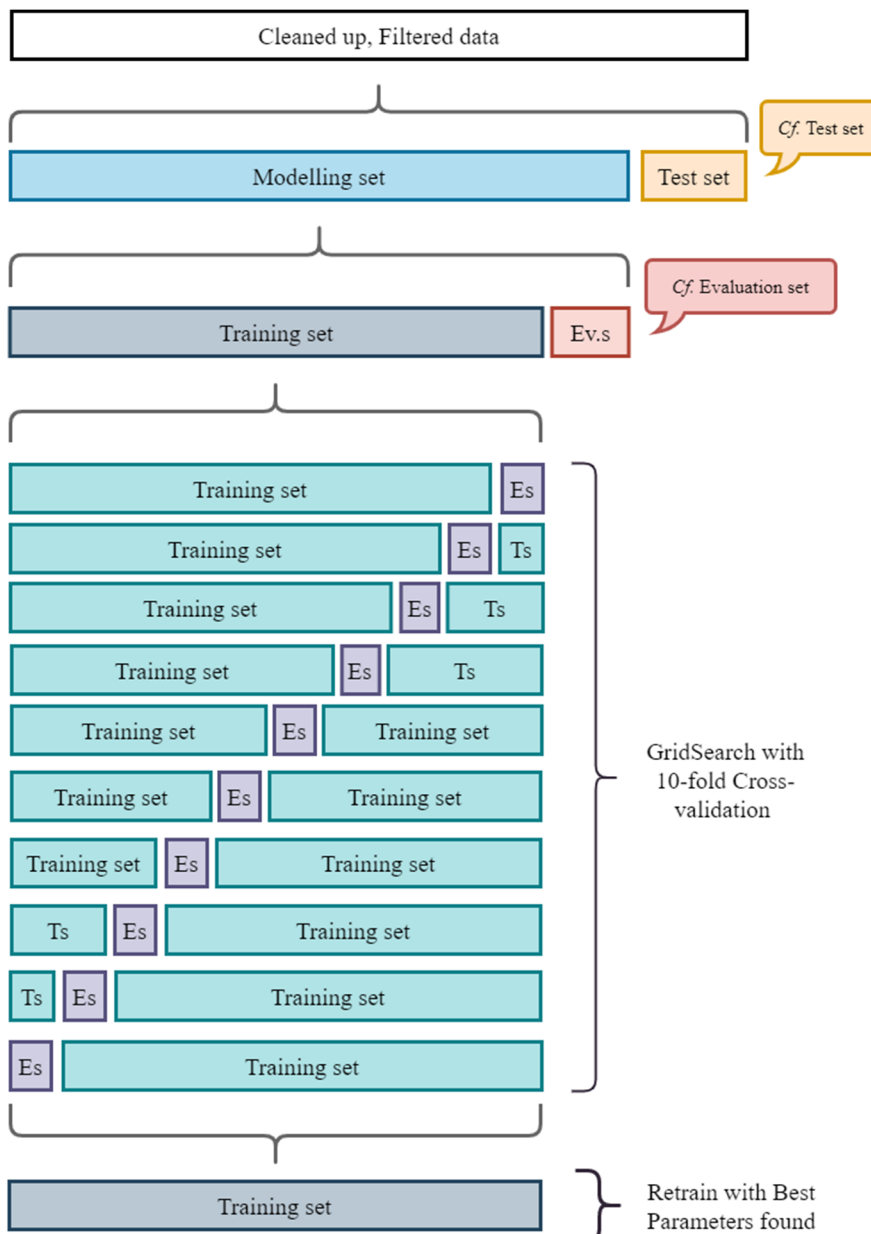 Cleaned up, Filtered data
Cf. Test set
Modelling set
Test set
Cf. Evaluation set
Training set
Ev.s
Training set
Es
Training set
Es
Ts
Training set
Es
Ts
Training set
Es
Ts
Training set
Es
Training set
Training set
Es
Training set
Training set
Es
Training set
Ts
Es
Training set
Ts
Es
Training set
Es
Training set
GridSearch with
10-fold Cross-
validation
Training set
Retrain with Best
Parameters found